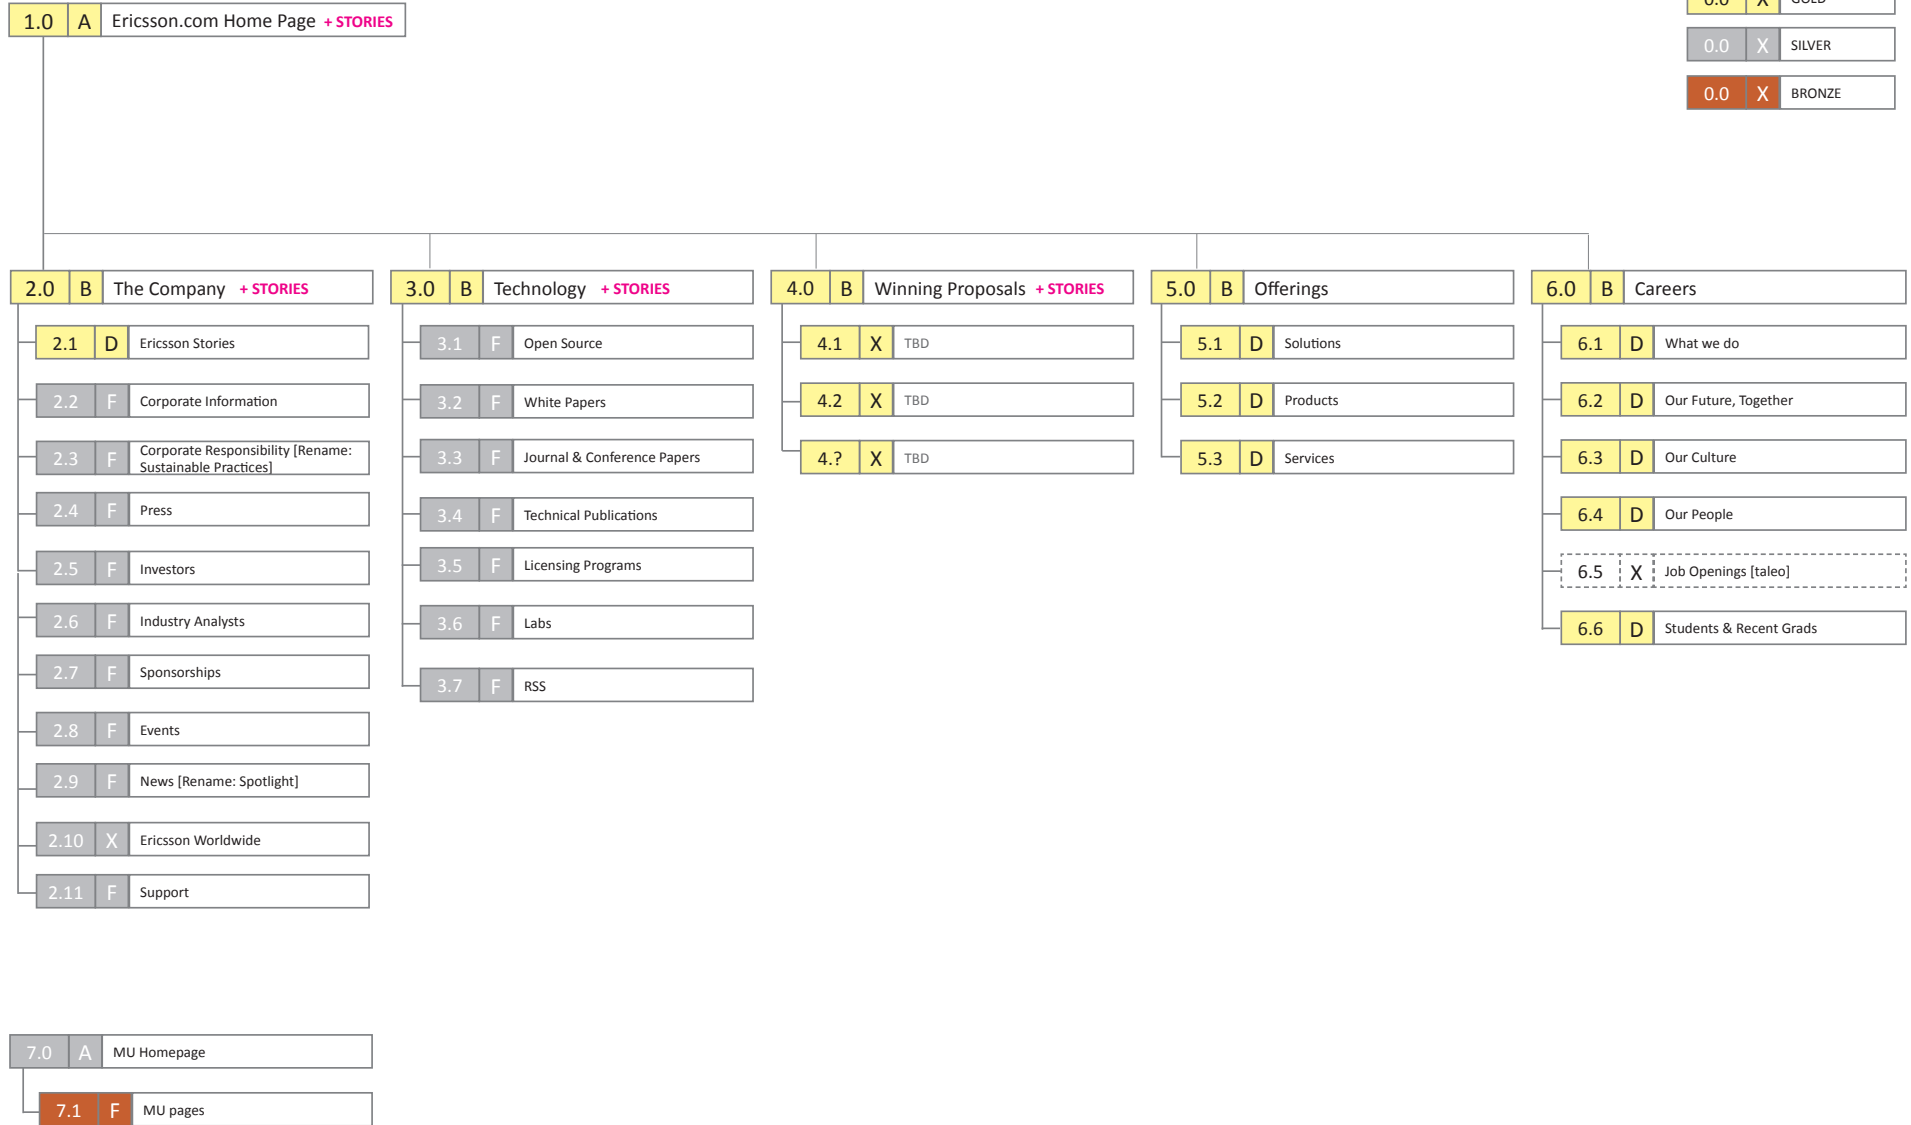 1.0 A Ericsson.com Home Page + STORIES
0.0 X GOLD
0.0 X SILVER
0.0 X BRONZE
2.0 B The Company + STORIES
2.1 D Ericsson Stories
2.2 F Corporate Information
2.3 F Corporate Responsibility [Rename:
Sustainable Practices]
2.4 F Press
2.5 F Investors
2.6 F Industry Analysts
2.7 F Sponsorships
2.8 F Events
2.9 F News [Rename: Spotlight]
2.10 X Ericsson Worldwide
2.11 F Support
3.0 B Technology + STORIES
3.1 F Open Source
3.2 F White Papers
3.3 F Journal & Conference Papers
3.4 F Technical Publications
3.5 F Licensing Programs
3.6 F Labs
3.7 F RSS
4.0 B Winning Proposals + STORIES
4.1 X TBD
4.2 X TBD
4.? X TBD
5.0 B Offerings
5.1 D Solutions
5.2 D Products
5.3 D Services
6.0 B Careers
6.1 D What we do
6.2 D Our Future, Together
6.3 D Our Culture
6.4 D Our People
6.5 X Job Openings [taleo]
6.6 D Students & Recent Grads
7.0 A MU Homepage
7.1 F MU pages